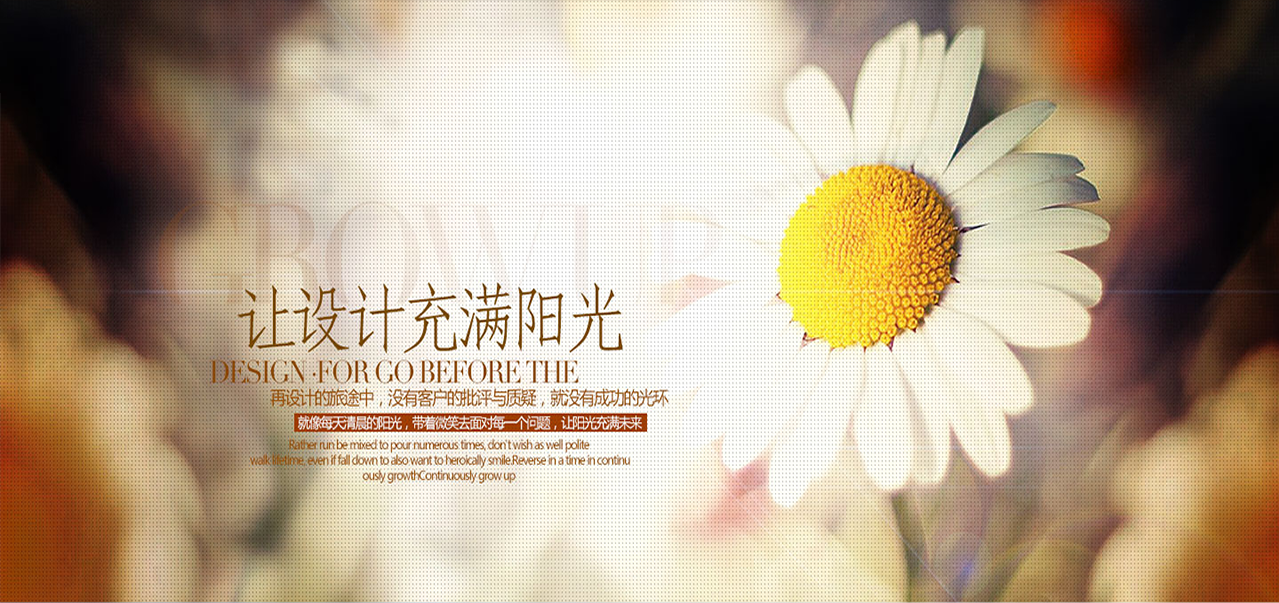 GROWTH
让设计充满阳光
DESIGN ·FOR GO BEFORE THE
再设计的旅途中，没有客户的批评与质疑，就没有成功的光环
就像每天清晨的阳光，带着微笑去面对每一个问题，让阳光充满未来
Rather run be mixed to pour numerous times, don't wish as well polite
walk lifetime, even if fall down to also want to heroically smile.Reverse in a time in continu
ously growthContinuously grow up